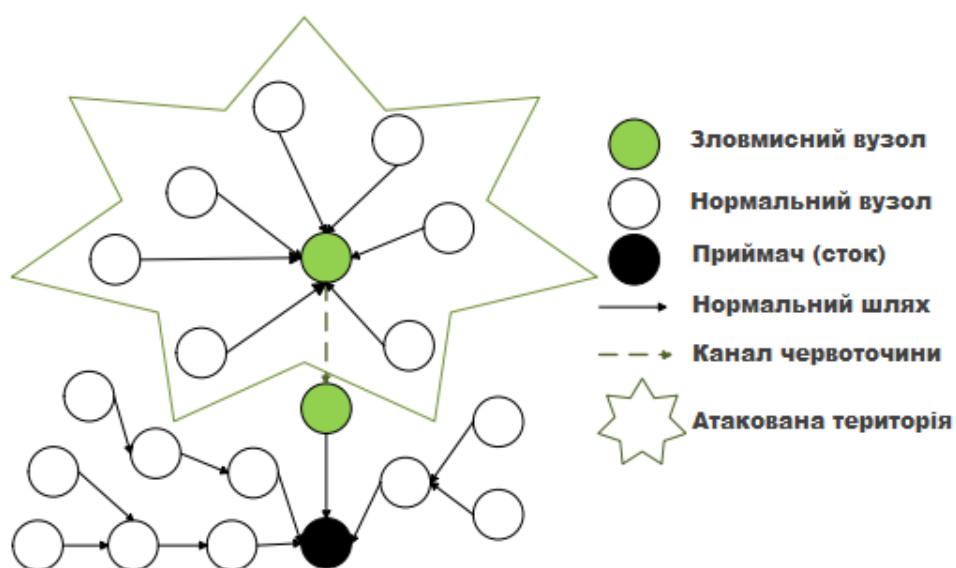 Зловмисний вузол
Нормальний вузол
Приймач (сток)
Нормальний шлях
Канал червоточини
Атакована територія